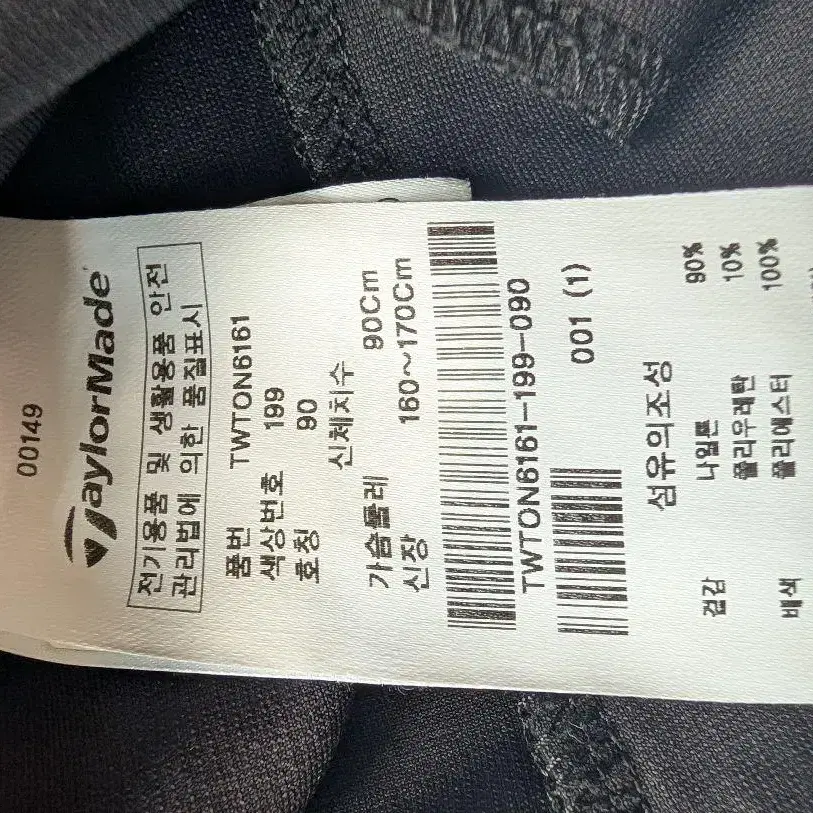 00149
TaylorMade
전기용품 및 생활용품 안전
관리법에 의한 품질표시
품번 TWTON6161
색상번호 199
호칭 90
신체치수
가슴둘레 90Cm
신장 160~170Cm
TWTON6161-199-090
001 (1)
섬유의조성
겉감 나일론 90%
폴리우레탄 10%
배색 폴리에스터 100%